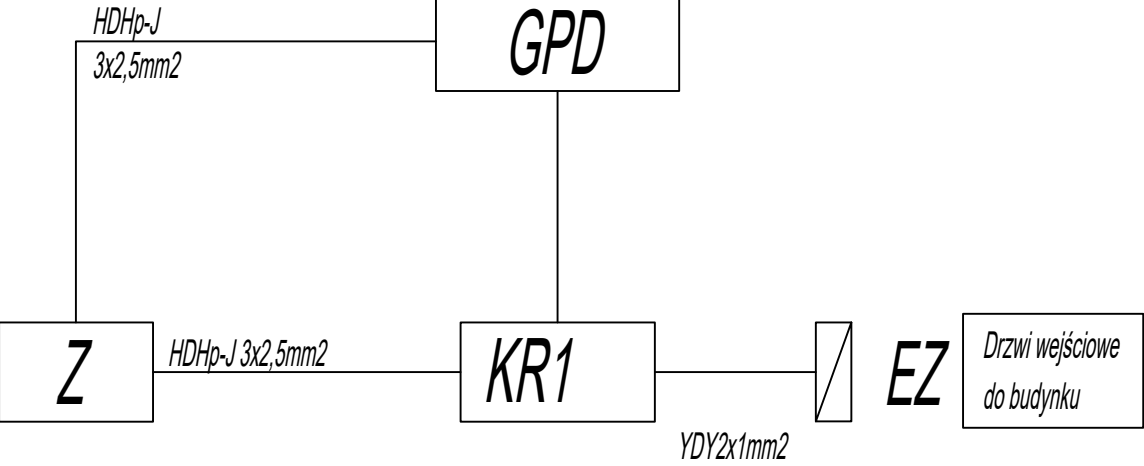 HDHp-J
3x2,5mm2
GPD
Z
HDHp-J 3x2,5mm2
KR1
YDY2x1mm2
EZ
Drzwi wejściowe
do budynku